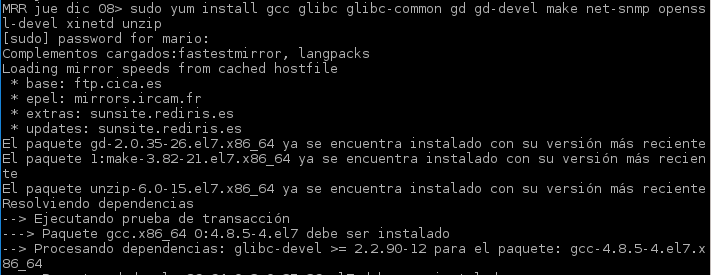 MRR jue dic 08> sudo yum install gcc glibc glibc-common gd gd-devel make net-snmp openss
l-devel xinetd unzip
[sudo] password for mario:
Complementos cargados:fastestmirror, langpacks
Loading mirror speeds from cached hostfile
 * base: ftp.cica.es
 * epel: mirrors.ircam.fr
 * extras: sunsite.rediris.es
 * updates: sunsite.rediris.es
El paquete gd-2.0.35-26.el7.x86_64 ya se encuentra instalado con su versión más reciente
El paquete 1:make-3.82-21.el7.x86_64 ya se encuentra instalado con su versión más recien
te
El paquete unzip-6.0-15.el7.x86_64 ya se encuentra instalado con su versión más reciente
Resolviendo dependencias
--> Ejecutando prueba de transacción
---> Paquete gcc.x86_64 0:4.8.5-4.el7 debe ser instalado
--> Procesando dependencias: glibc-devel >= 2.2.90-12 para el paquete: gcc-4.8.5-4.el7.x
86_64